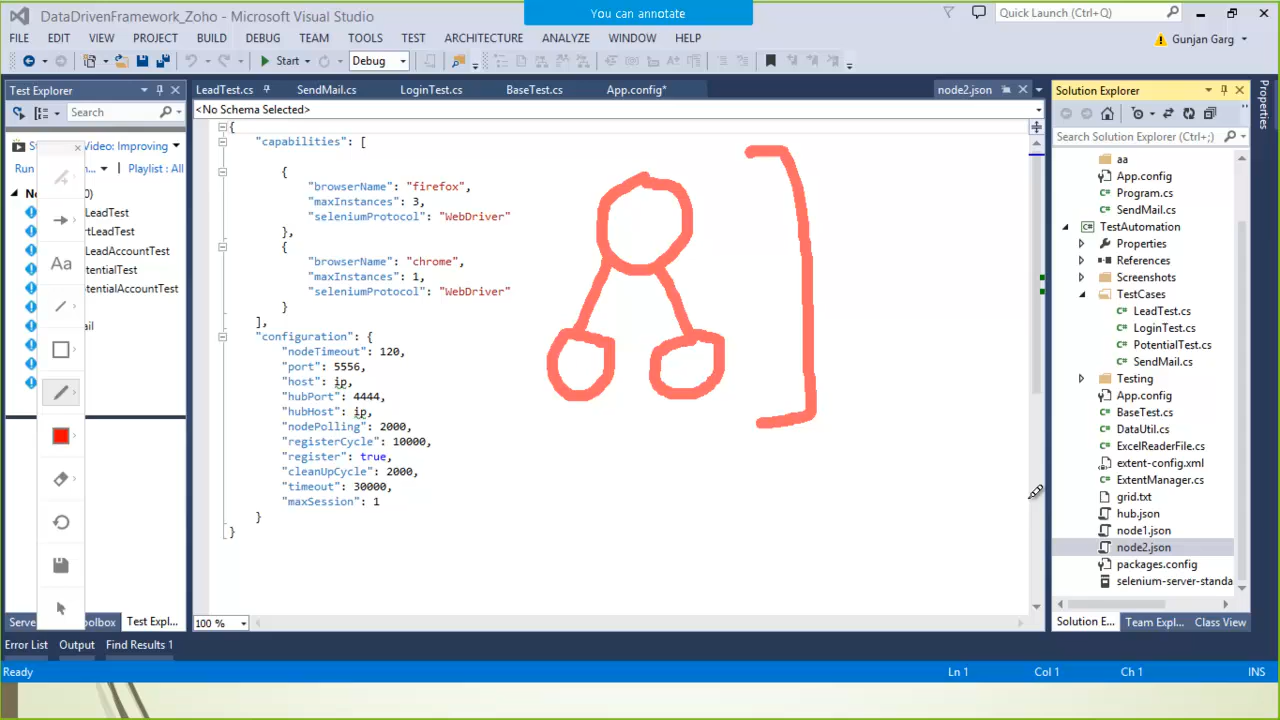 DataDrivenFramework_Zoho - Microsoft Visual Studio
You can annotate
Quick Launch (Ctrl+Q)
FILE EDIT VIEW PROJECT BUILD DEBUG TEAM TOOLS TEST ARCHITECTURE ANALYZE WINDOW HELP
Gunjan Garg
Start Debug
Test Explorer
Search
Video: Improving
Run
Playlist : All
LeadTest
rtLeadTest
LeadAccountTest
otentialTest
otentialAccountTest
ail
LeadTest.cs SendMail.cs LoginTest.cs BaseTest.cs App.config* node2.json
<No Schema Selected>
{
"capabilities": [
{
"browserName": "firefox",
"maxInstances": 3,
"seleniumProtocol": "WebDriver"
},
{
"browserName": "chrome",
"maxInstances": 1,
"seleniumProtocol": "WebDriver"
}
],
"configuration": {
"nodeTimeout": 120,
"port": 5556,
"host": ip,
"hubPort": 4444,
"hubHost": ip,
"nodePolling": 2000,
"registerCycle": 10000,
"register": true,
"cleanUpCycle": 2000,
"timeout": 30000,
"maxSession": 1
}
}
100 %
Aa
Solution Explorer
Search Solution Explorer (Ctrl+;)
aa
App.config
Program.cs
SendMail.cs
TestAutomation
Properties
References
Screenshots
TestCases
LeadTest.cs
LoginTest.cs
PotentialTest.cs
SendMail.cs
Testing
App.config
BaseTest.cs
DataUtil.cs
ExcelReaderFile.cs
extent-config.xml
ExtentManager.cs
grid.txt
hub.json
node1.json
node2.json
packages.config
selenium-server-standa
Properties
Serve oolbox Test Expl...
Solution E... Team Expl... Class View
Error List Output Find Results 1
Ready Ln 1 Col 1 Ch 1 INS